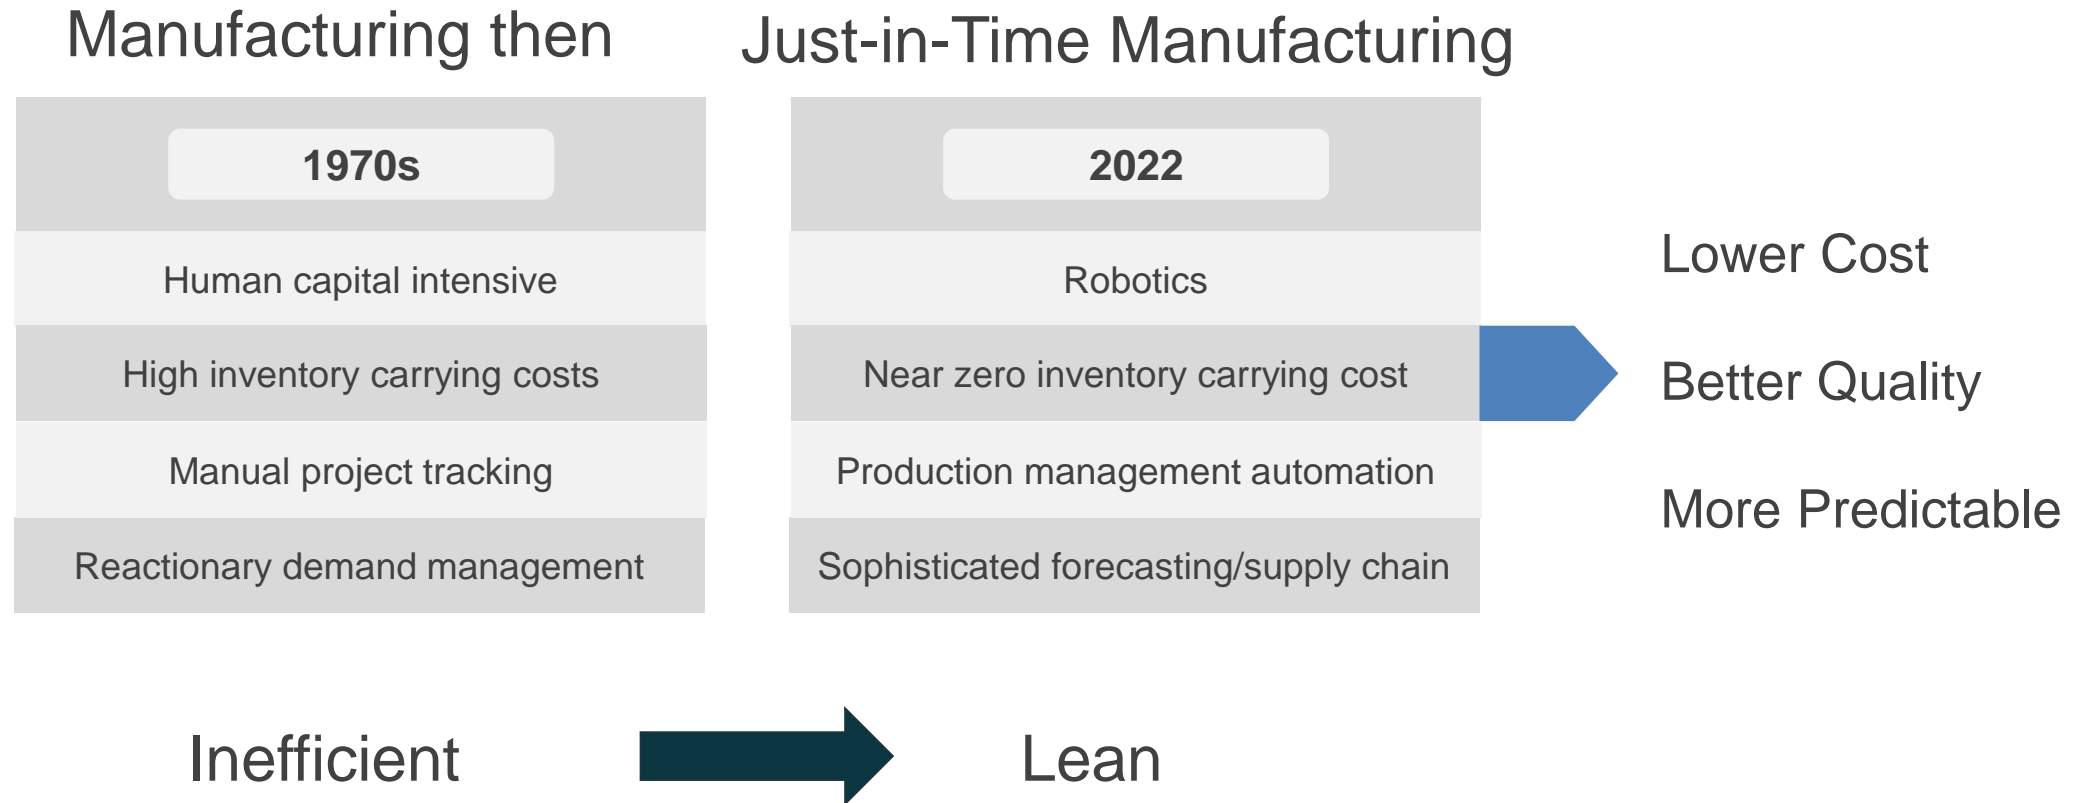 Manufacturing then
Just-in-Time Manufacturing
1970s
Human capital intensive
High inventory carrying costs
Manual project tracking
Reactionary demand management
2022
Robotics
Near zero inventory carrying cost
Production management automation
Sophisticated forecasting/supply chain
Lower Cost
Better Quality
More Predictable
Inefficient
Lean